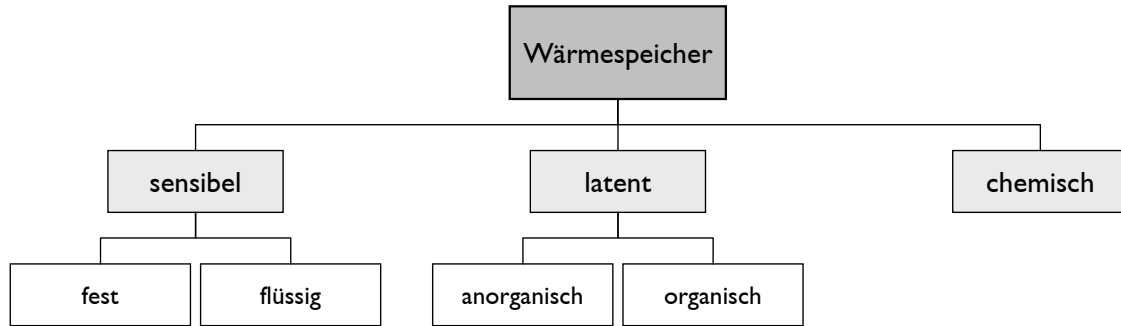 Wärmespeicher
sensibel
latent
chemisch
fest
flüssig
anorganisch
organisch